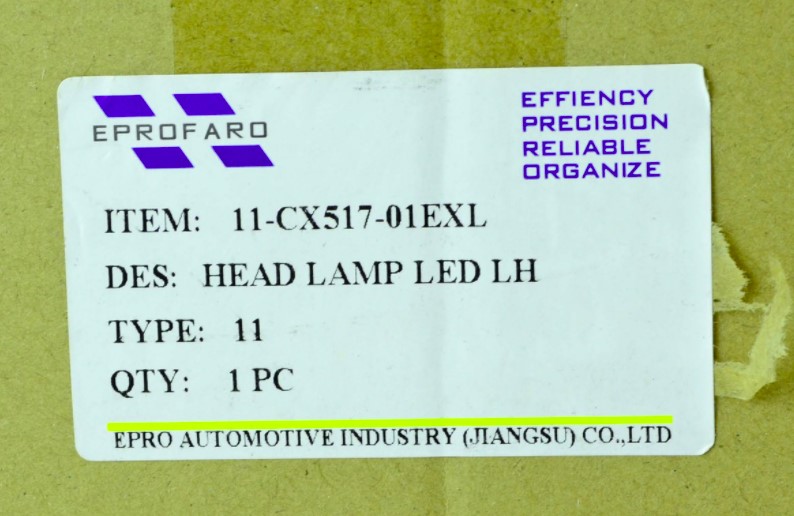 EPROFARO
EFFIENCY
PRECISION
RELIABLE
ORGANIZE
ITEM: 11-CX517-01EXL
DES: HEAD LAMP LED LH
TYPE: 11
QTY: 1 PC
EPRO AUTOMOTIVE INDUSTRY (JIANGSU) CO.,LTD